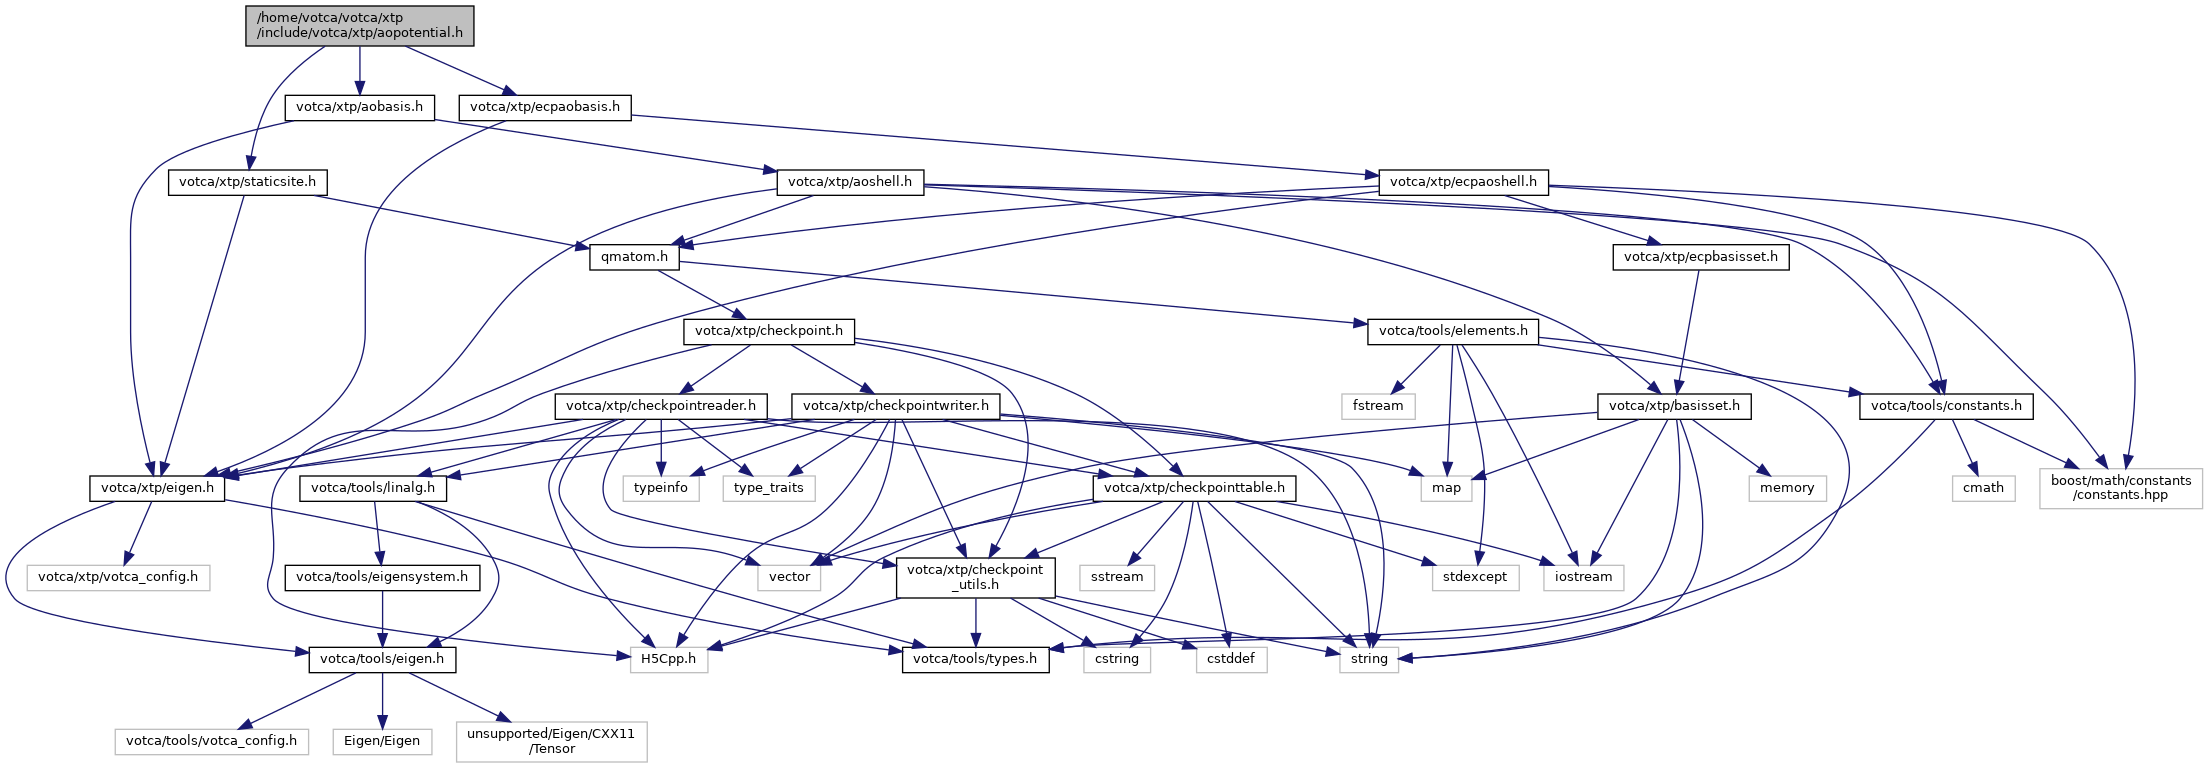 /home/votca/votca/xtp
/include/votca/xtp/aopotential.h
votca/xtp/aobasis.h
votca/xtp/ecpaobasis.h
votca/xtp/staticsite.h
votca/xtp/aoshell.h
votca/xtp/ecpaoshell.h
qmatom.h
votca/xtp/ecpbasisset.h
votca/xtp/checkpoint.h
votca/tools/elements.h
votca/xtp/checkpointreader.h
votca/xtp/checkpointwriter.h
fstream
votca/xtp/basisset.h
votca/tools/constants.h
votca/xtp/eigen.h
votca/tools/linalg.h
typeinfo
type_traits
votca/xtp/checkpointtable.h
map
memory
cmath
boost/math/constants
/constants.hpp
votca/xtp/votca_config.h
votca/tools/eigensystem.h
vector
votca/xtp/checkpoint
_utils.h
sstream
stdexcept
iostream
votca/tools/eigen.h
H5Cpp.h
votca/tools/types.h
cstring
cstddef
string
votca/tools/votca_config.h
Eigen/Eigen
unsupported/Eigen/CXX11
/Tensor